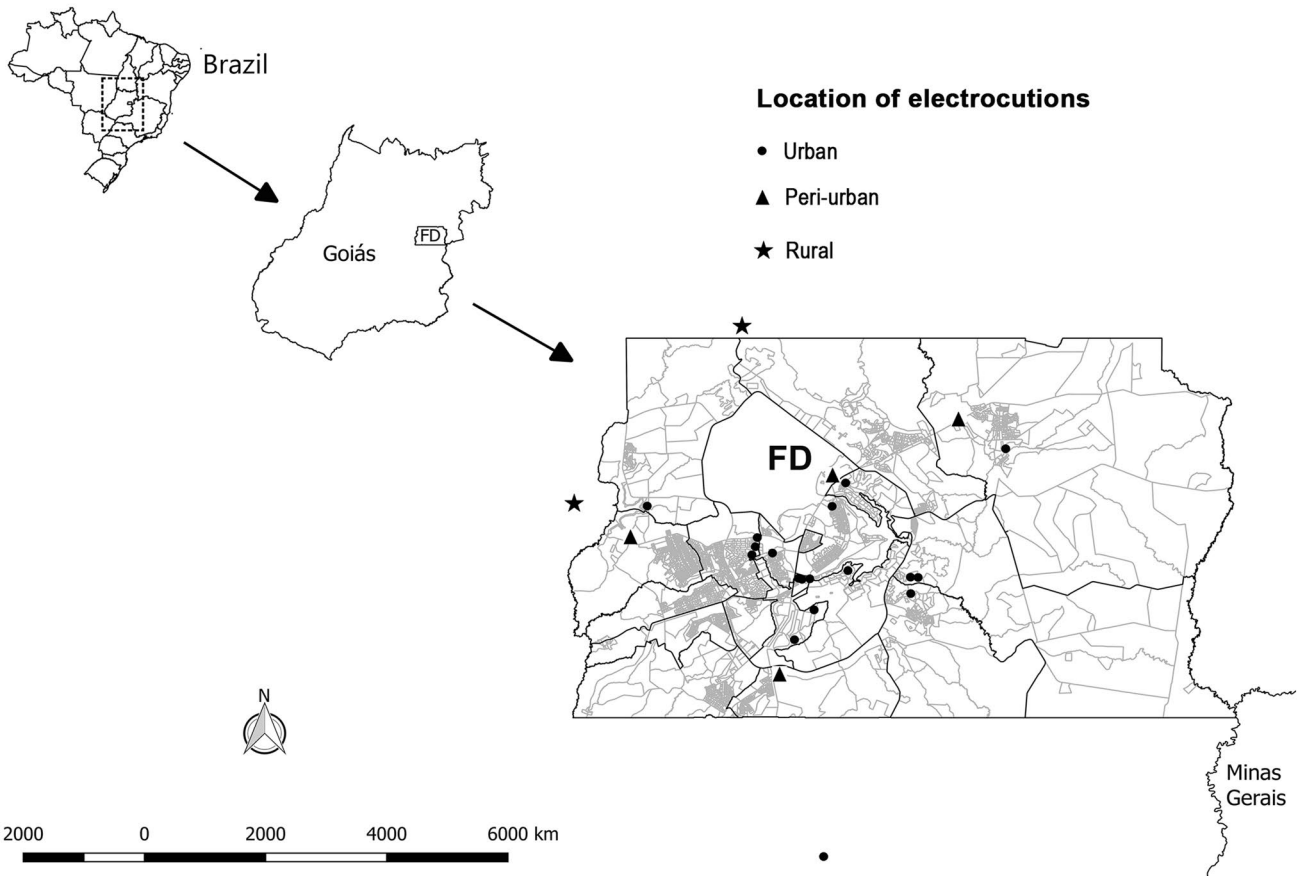 Brazil
Location of electrocutions
Urban
Peri-urban
Rural
FD
Goiás
FD
N
Minas
Gerais
2000 0 2000 4000 6000 km